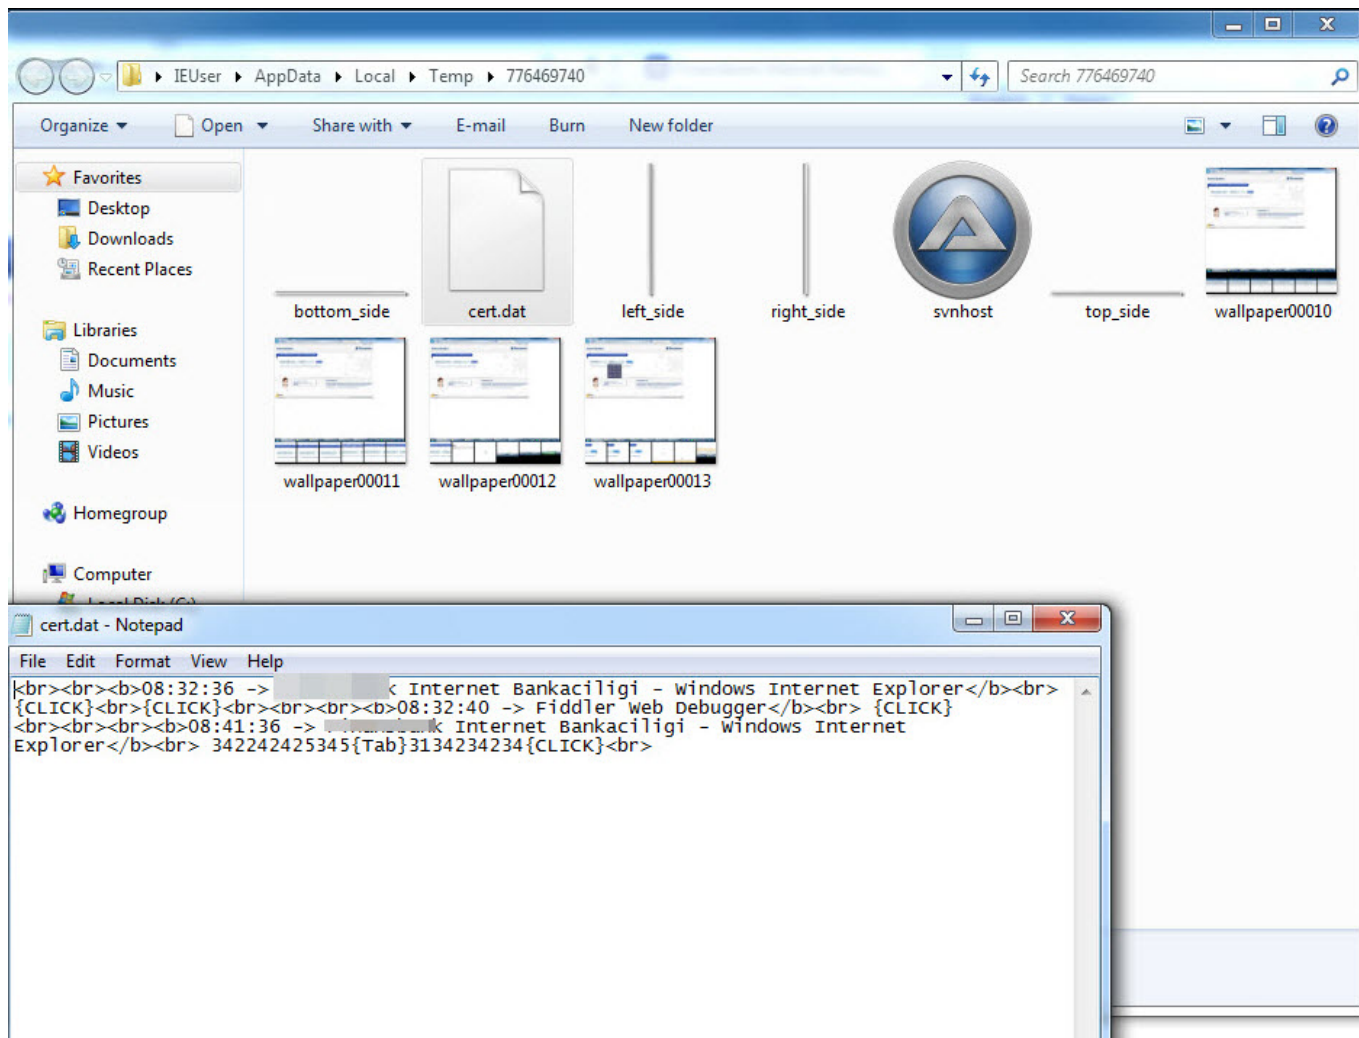 IEUser AppData Local Temp 776469740
Search 776469740
Organize Open Share with E-mail Burn New folder
Favorites
Desktop
Downloads
Recent Places
Libraries
Documents
Music
Pictures
Videos
Homegroup
Computer
Local Disk (C:)
bottom_side cert.dat left_side right_side svnhost top_side wallpaper00010
wallpaper00011 wallpaper00012 wallpaper00013
cert.dat - Notepad
File Edit Format View Help
<br><br><b>08:32:36 -> k Internet Bankaciligi - Windows Internet Explorer</b><br>
{CLICK}<br>{CLICK}<br><br><br><b>08:32:40 -> Fiddler Web Debugger</b><br> {CLICK}
<br><br><br><b>08:41:36 -> k Internet Bankaciligi - Windows Internet
Explorer</b><br> 342242425345{Tab}3134234234{CLICK}<br>